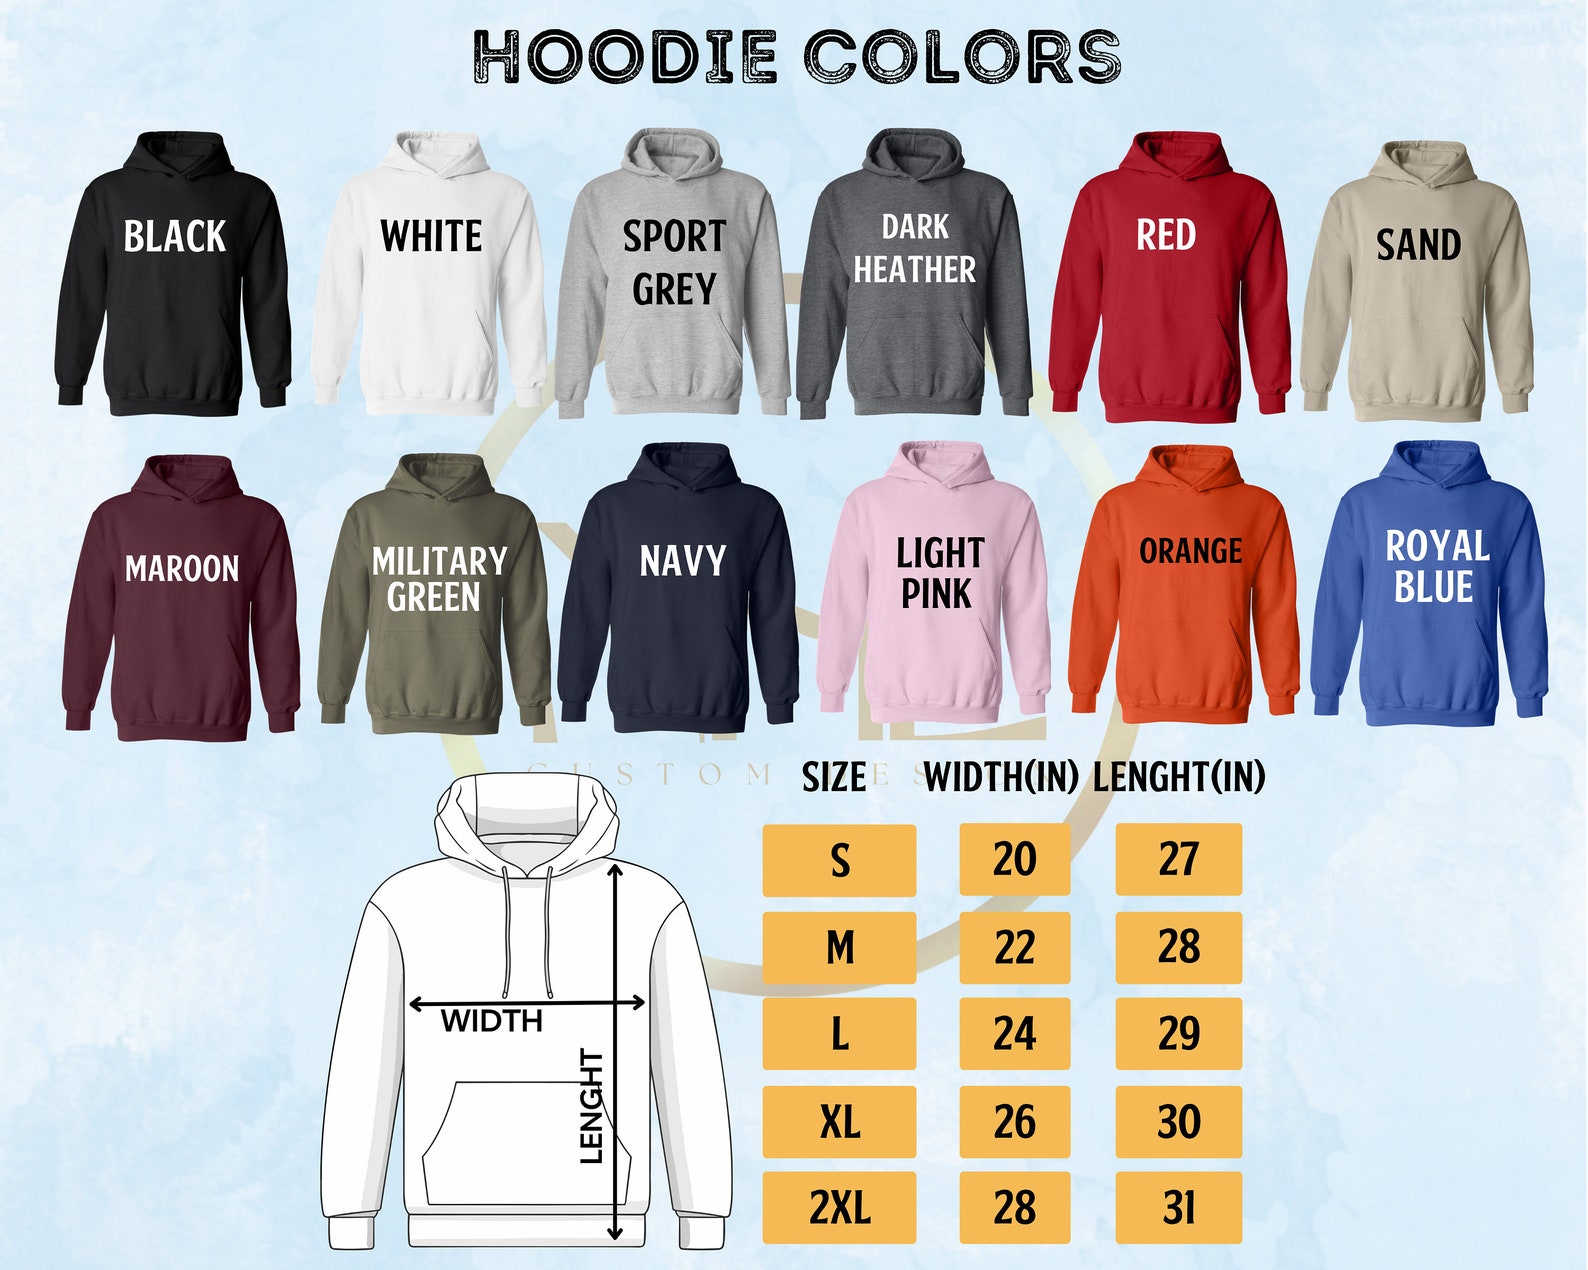 HOODIE COLORS
BLACK
WHITE
SPORT
GREY
DARK
HEATHER
RED
SAND
MAROON
MILITARY
GREEN
NAVY
LIGHT
PINK
ORANGE
ROYAL
BLUE
CUSTOM DESIGN
SIZE WIDTH(IN) LENGHT(IN)
S 20 27
M 22 28
L 24 29
XL 26 30
2XL 28 31
WIDTH
LENGHT